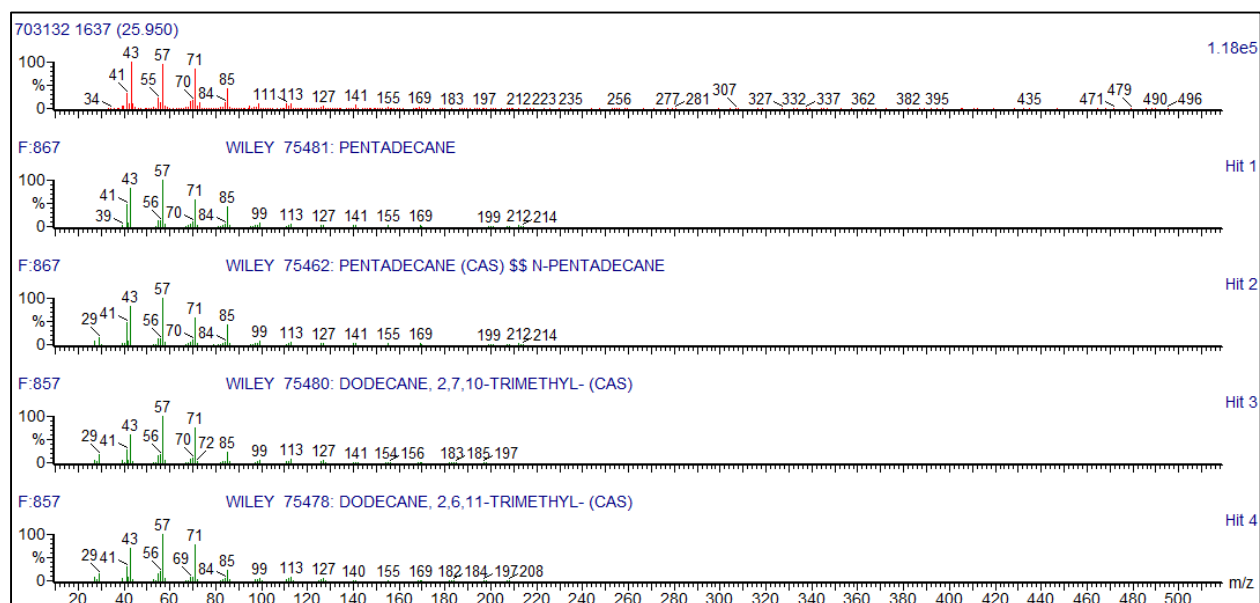 703132 1637 (25.950)
1.18e5
100
%
0
34 41 43 55 57 70 71 84 85 111 113 127 141 155 169 183 197 212 223 235 256 277 281 307 327 332 337 362 382 395 435 471 479 490 496
F:867 WILEY 75481: PENTADECANE Hit 1
100
%
0
39 41 43 56 57 70 71 84 85 99 113 127 141 155 169 199 212 214
F:867 WILEY 75462: PENTADECANE (CAS) $$ N-PENTADECANE Hit 2
100
%
0
29 41 43 56 57 70 71 84 85 99 113 127 141 155 169 199 212 214
F:857 WILEY 75480: DODECANE, 2,7,10-TRIMETHYL- (CAS) Hit 3
100
%
0
29 41 43 56 57 70 71 72 85 99 113 127 141 154 156 183 185 197
F:857 WILEY 75478: DODECANE, 2,6,11-TRIMETHYL- (CAS) Hit 4
100
%
0
29 41 43 56 57 69 71 84 85 99 113 127 140 155 169 182 184 197 208
m/z
20 40 60 80 100 120 140 160 180 200 220 240 260 280 300 320 340 360 380 400 420 440 460 480 500